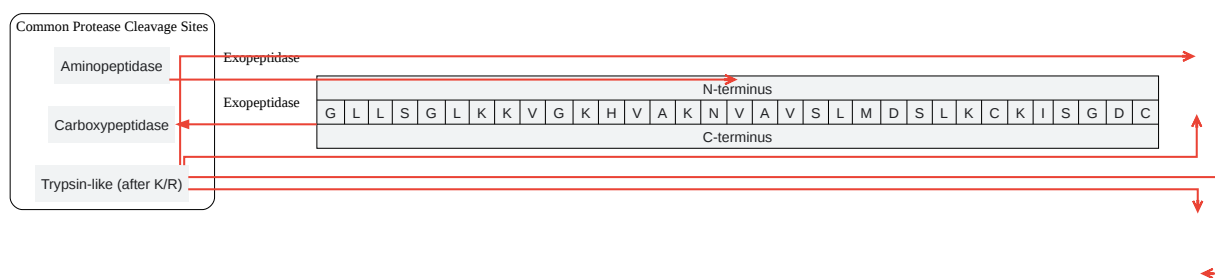 Common Protease Cleavage Sites
Aminopeptidase
Exopeptidase
N-terminus
Carboxypeptidase
Exopeptidase
G L L S G L K K V G K H V A K N V A V S L M D S L K C K I S G D C
C-terminus
Trypsin-like (after K/R)